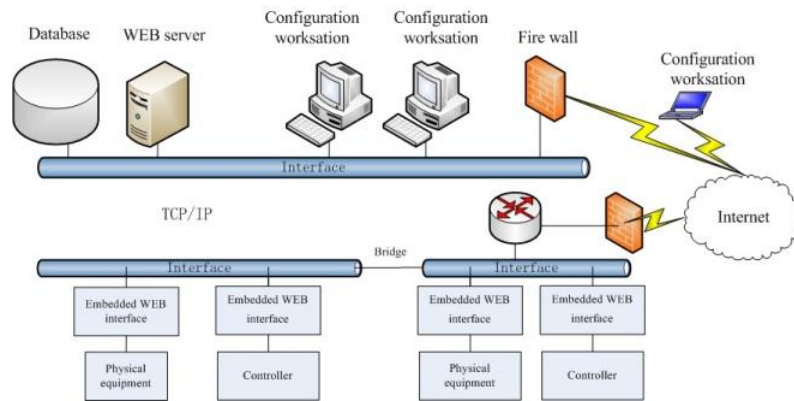 Database
WEB server
Configuration
worksation
Configuration
worksation
Fire wall
Configuration
worksation
Interface
TCP/IP
Internet
Bridge
Interface
Interface
Embedded WEB
interface
Embedded WEB
interface
Embedded WEB
interface
Embedded WEB
interface
Physical
equipment
Controller
Physical
equipment
Controller